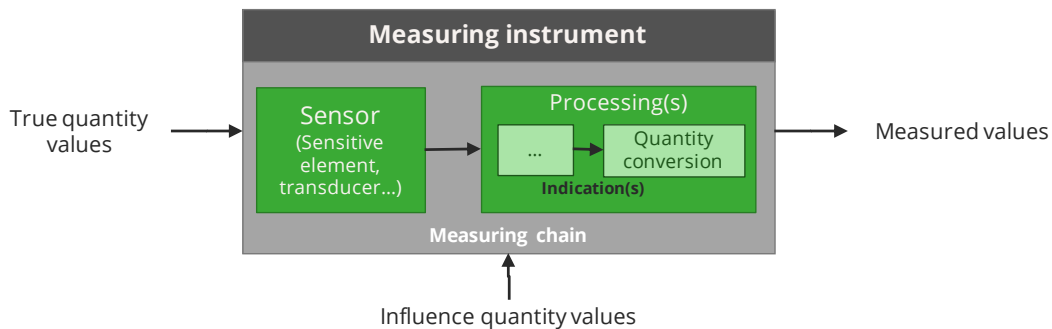 Measuring instrument
True quantity
values
Sensor
(Sensitive
element,
transducer...)
Processing(s)
...
Quantity
conversion
Indication(s)
Measuring chain
Measured values
Influence quantity values